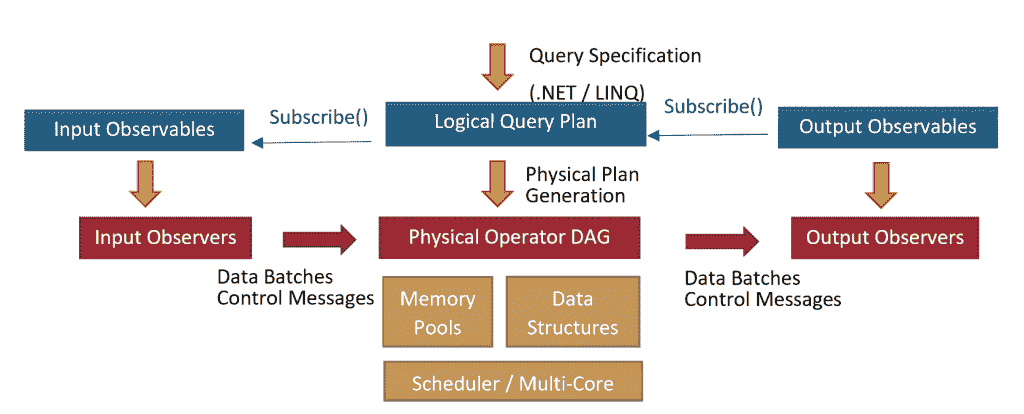 Query Specification
(.NET / LINQ)
Input Observables
Subscribe()
Logical Query Plan
Subscribe()
Output Observables
Physical Plan
Generation
Input Observers
Physical Operator DAG
Output Observers
Data Batches
Control Messages
Data Batches
Control Messages
Memory
Pools
Data
Structures
Scheduler / Multi-Core